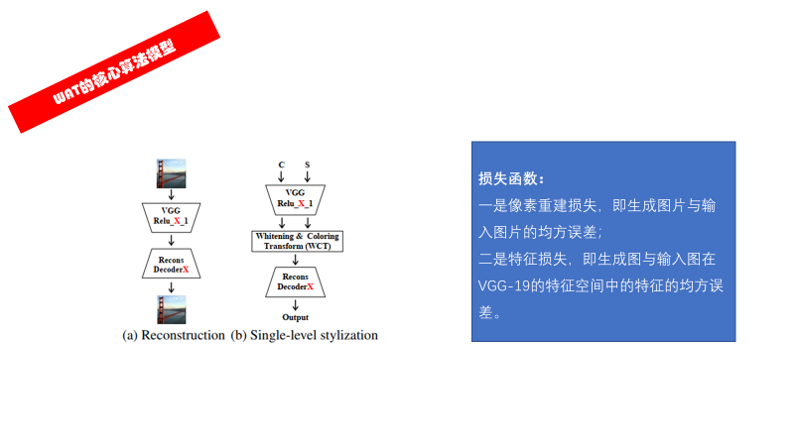 WAT的核心算法模型
C S
VGG
Relu_X_1
VGG
Relu_X_1
Whitening & Coloring
Transform (WCT)
Recons
DecoderX
Recons
DecoderX
Output
(a) Reconstruction (b) Single-level stylization
损失函数：
一是像素重建损失，即生成图片与输
入图片的均方误差；
二是特征损失，即生成图与输入图在
VGG-19的特征空间中的特征的均方误
差。